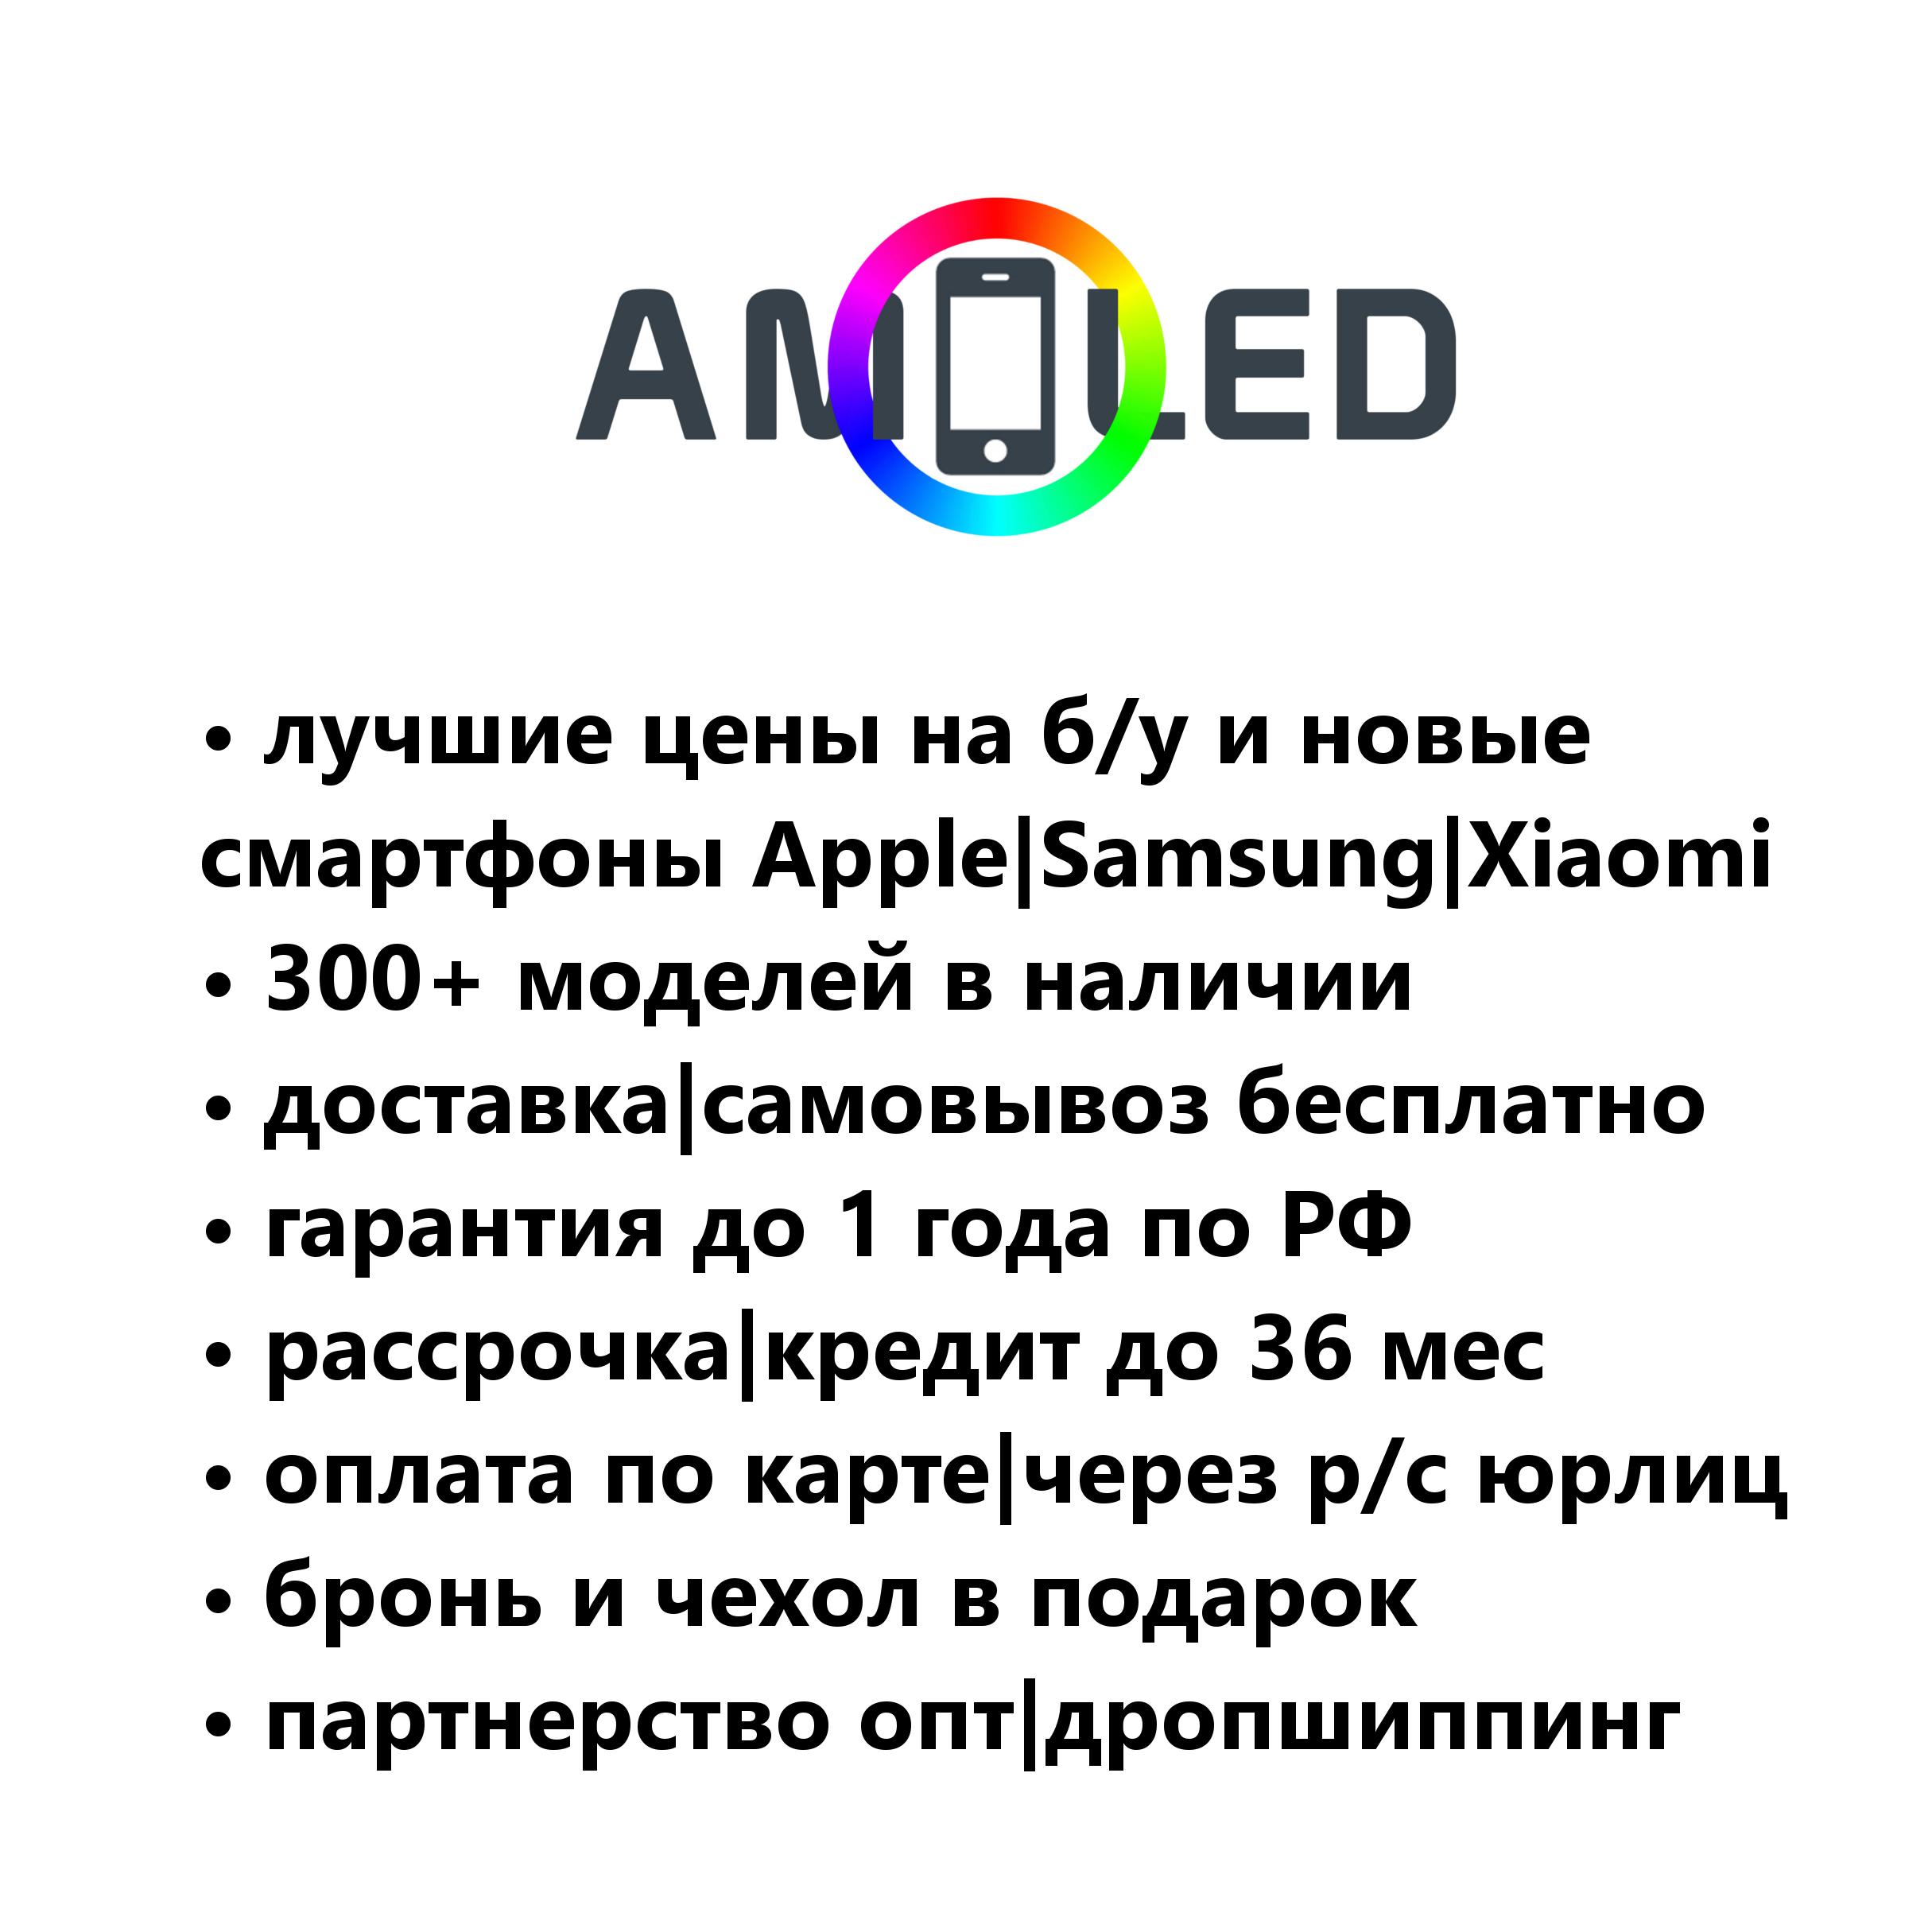 AMOLED
• лучшие цены на б/у и новые
смартфоны Apple|Samsung|Xiaomi
• 300+ моделей в наличии
• доставка|самовывоз бесплатно
• гарантия до 1 года по РФ
• рассрочка|кредит до 36 мес
• оплата по карте|через р/с юрлиц
• бронь и чехол в подарок
• партнерство опт|дропшиппинг